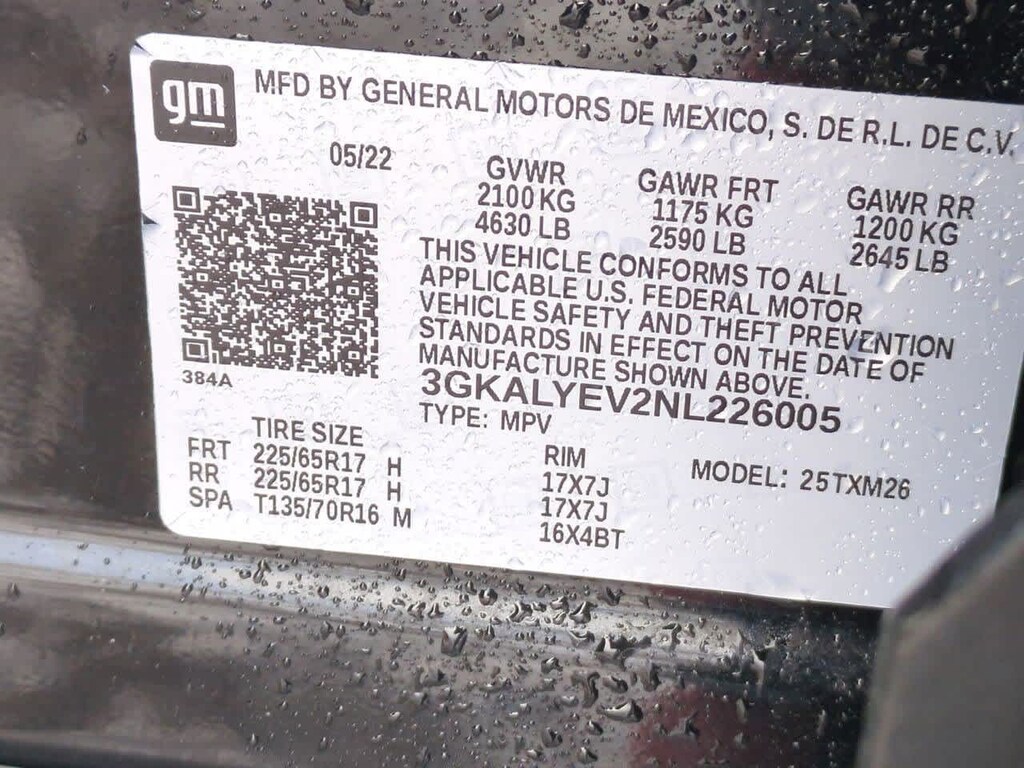 gm
MFD BY GENERAL MOTORS DE MEXICO, S. DE R.L. DE C.V.
05/22
GVWR GAWR FRT GAWR RR
2100 KG 1175 KG 1200 KG
4630 LB 2590 LB 2645 LB
THIS VEHICLE CONFORMS TO ALL
APPLICABLE U.S. FEDERAL MOTOR
VEHICLE SAFETY AND THEFT PREVENTION
STANDARDS IN EFFECT ON THE DATE OF
MANUFACTURE SHOWN ABOVE.
384A
3GKALYEV2NL226005
TYPE: MPV
TIRE SIZE RIM MODEL: 25TXM26
FRT 225/65R17 H 17X7J
RR 225/65R17 H 17X7J
SPA T135/70R16 M 16X4BT